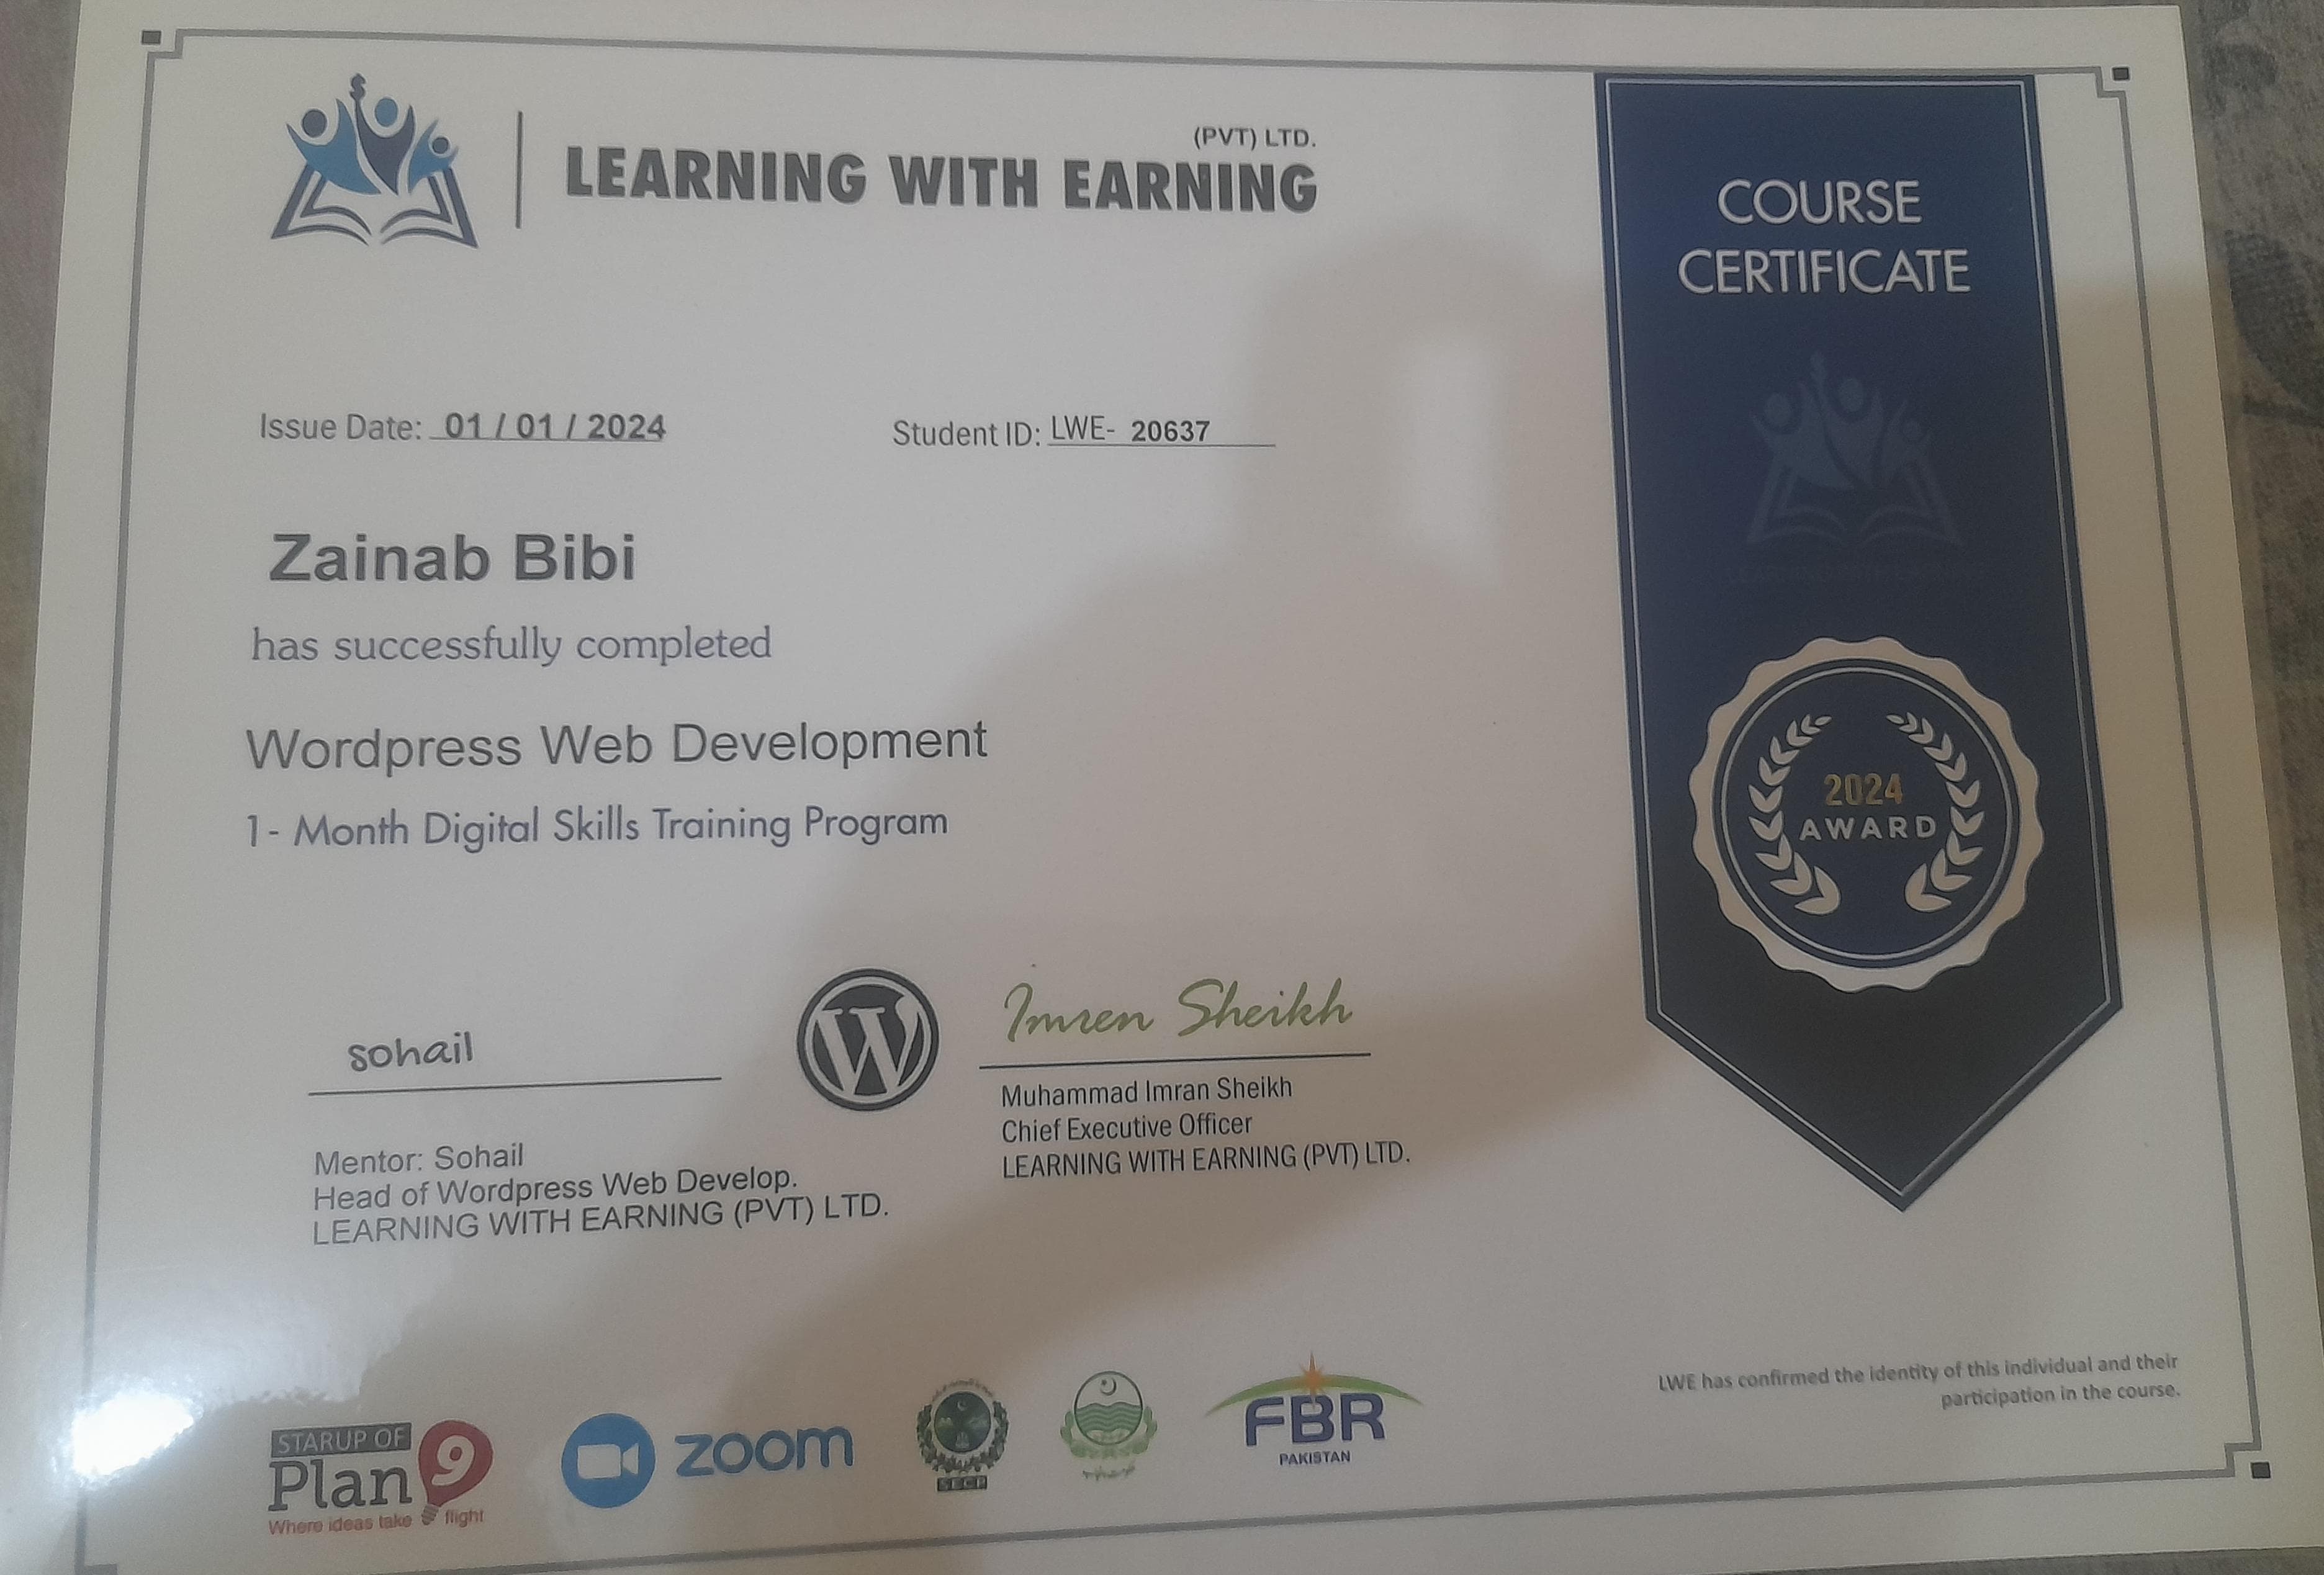 (PVT) LTD.
LEARNING WITH EARNING
COURSE
CERTIFICATE
Issue Date: 01 / 01 / 2024
Student ID: LWE- 20637
Zainab Bibi
has successfully completed
Wordpress Web Development
1- Month Digital Skills Training Program
2024
AWARD
sohail
Mentor: Sohail
Head of Wordpress Web Develop.
LEARNING WITH EARNING (PVT) LTD.
W
Imren Sheikh
Muhammad Imran Sheikh
Chief Executive Officer
LEARNING WITH EARNING (PVT) LTD.
STARUP OF
Plan 9
Where ideas take flight
zoom
SECP
FBR
PAKISTAN
LWE has confirmed the identity of this individual and their
participation in the course.